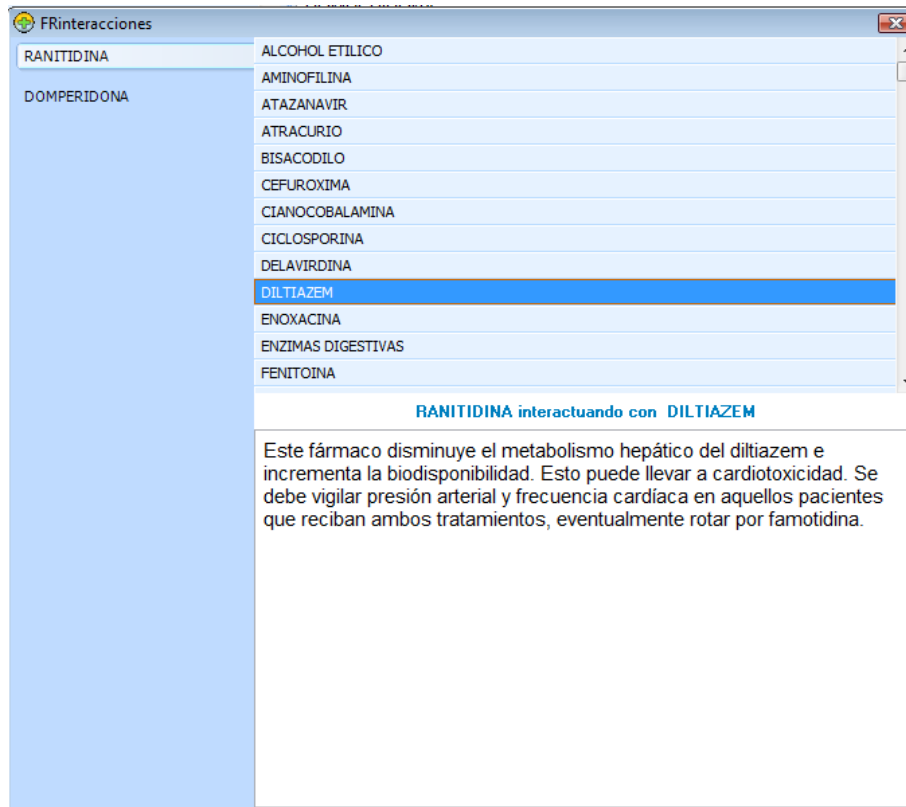 FRinteracciones
RANITIDINA
DOMPERIDONA
ALCOHOL ETILICO
AMINOFILINA
ATAZANAVIR
ATRACURIO
BISACODILO
CEFUROXIMA
CIANOCOBALAMINA
CICLOSPORINA
DELAVIRDINA
DILTIAZEM
ENOXACINA
ENZIMAS DIGESTIVAS
FENITOINA
RANITIDINA interactuando con DILTIAZEM
Este fármaco disminuye el metabolismo hepático del diltiazem e
incrementa la biodisponibilidad. Esto puede llevar a cardiotoxicidad. Se
debe vigilar presión arterial y frecuencia cardíaca en aquellos pacientes
que reciban ambos tratamientos, eventualmente rotar por famotidina.